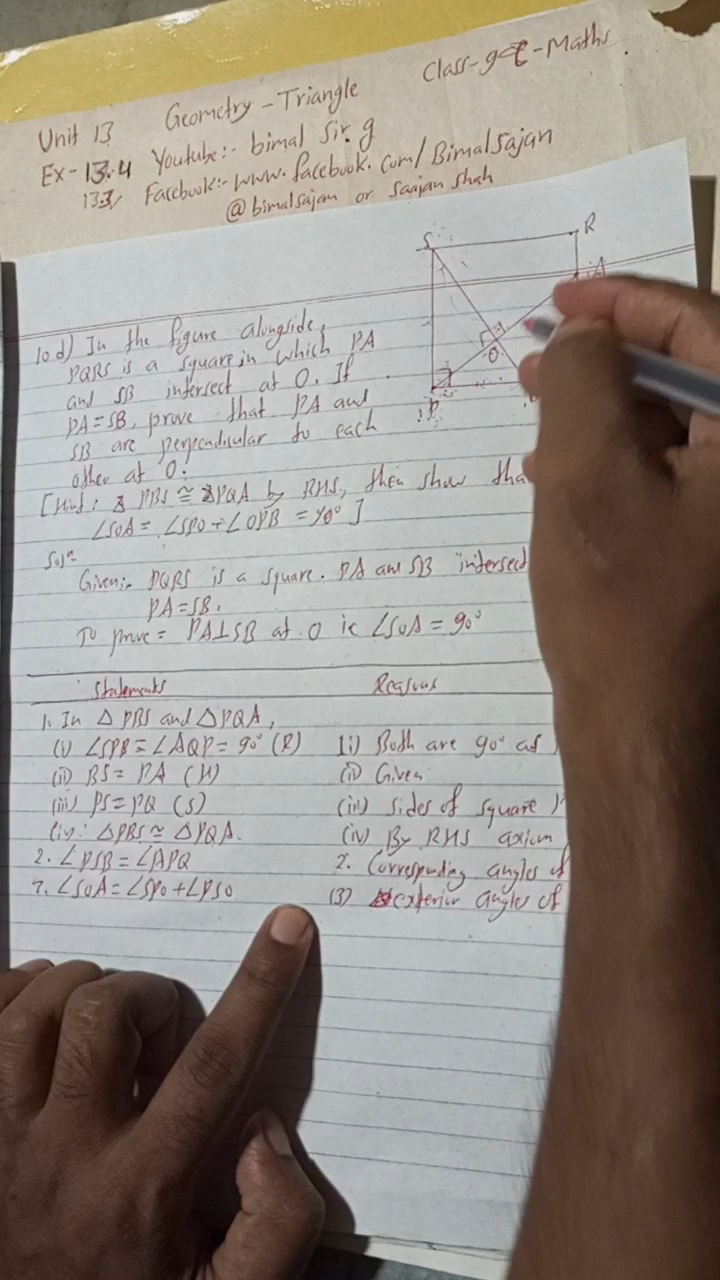 Class-9 - Maths
Unit 13 Geometry - Triangle
Ex- 13.4 Youtube:- bimal sir g
13.3/ Facebook:- www.facebook.com/Bimalsajan
@bimalsajan or Saajan Shah
S R
A
O
P
10 d) In the figure alongside,
PQRS is a square in which PA
and SB intersect at O. If
PA = SB, prove that PA and
SB are perpendicular to each
other at O.
[Hint: ∆ PBS ≅ ∆PQA by RHS, then show tha
∠SOA = ∠SPO + ∠OPB = 90° ]
Solⁿ
Given:- PQRS is a square. PA and SB intersect
PA = SB.
To prove = PA⊥SB at O ie ∠SOA = 90°
Statements Reasons
1. In ∆ PBS and ∆PQA, 
(i) ∠SPB = ∠AQP = 90° (R) 1i) Both are 90° as
(ii) BS = PA (H) (ii) Given
(iii) PS = PQ (S) (iii) Sides of square
(iv ∴ ∆PBS ≅ ∆PQA. (iv) By RHS axiom
2. ∠PSB = ∠APQ 2. Corresponding angles of
3. ∠SOA = ∠SPO + ∠PSO (3) exterior angles of